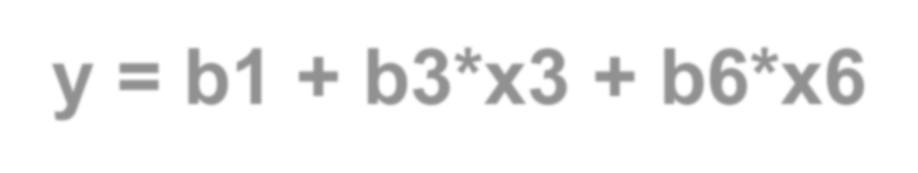 y = b1 + b3*x3 + b6*x6